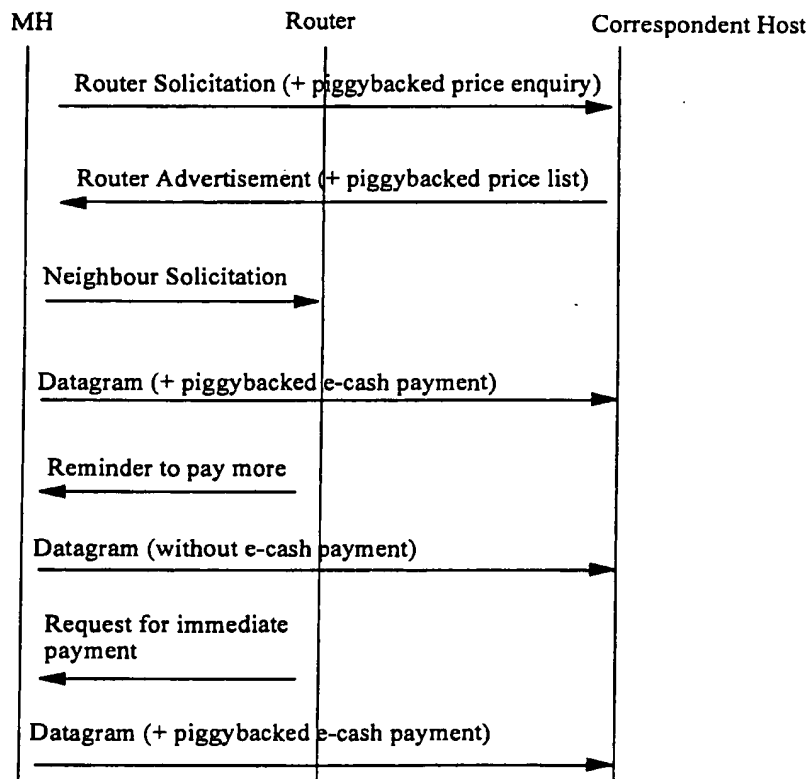 MH
Router
Correspondent Host
Router Solicitation (+ piggybacked price enquiry)
Router Advertisement (+ piggybacked price list)
Neighbour Solicitation
Datagram (+ piggybacked e-cash payment)
Reminder to pay more
Datagram (without e-cash payment)
Request for immediate
payment
Datagram (+ piggybacked e-cash payment)